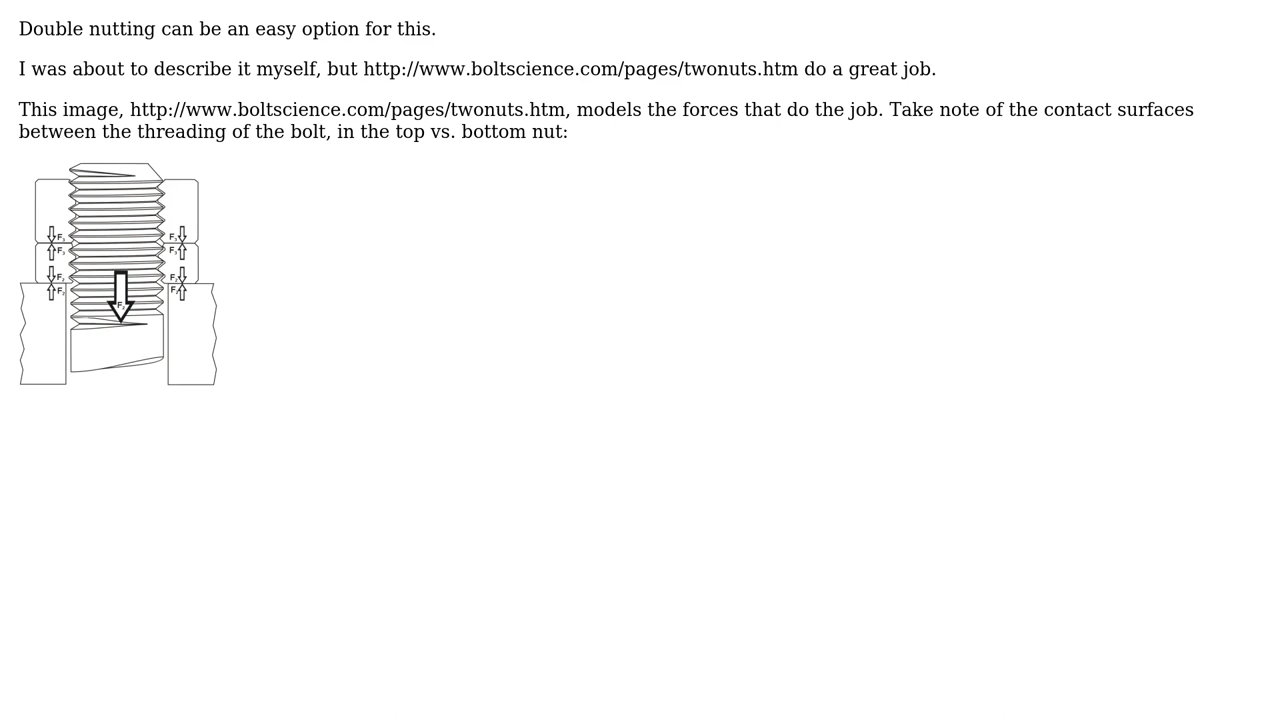 Double nutting can be an easy option for this.
I was about to describe it myself, but http://www.boltscience.com/pages/twonuts.htm do a great job.
This image, http://www.boltscience.com/pages/twonuts.htm, models the forces that do the job. Take note of the contact surfaces
between the threading of the bolt, in the top vs. bottom nut: